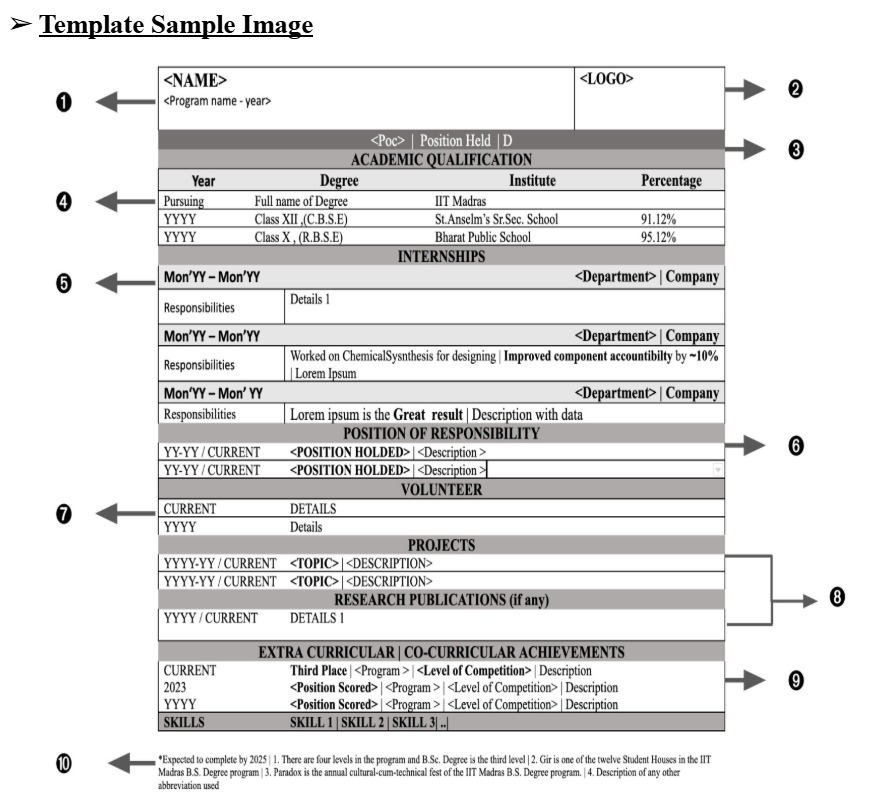 ➢ Template Sample Image
<NAME> <LOGO>
❶ <Program name - year> ❷
<Poc> | Position Held | D ❸
ACADEMIC QUALIFICATION
Year Degree Institute Percentage
❹ Pursuing Full name of Degree IIT Madras
YYYY Class XII ,(C.B.S.E) St.Anselm's Sr.Sec. School 91.12%
YYYY Class X , (R.B.S.E) Bharat Public School 95.12%
INTERNSHIPS
❺ Mon'YY – Mon'YY <Department> | Company
Responsibilities Details 1
Mon'YY – Mon'YY <Department> | Company
Responsibilities Worked on ChemicalSysnthesis for designing | Improved component accountibilty by ~10%
| Lorem Ipsum
Mon'YY – Mon' YY <Department> | Company
Responsibilities Lorem ipsum is the Great result | Description with data
POSITION OF RESPONSIBILITY
YY-YY / CURRENT <POSITION HOLDED> | <Description > ❻
YY-YY / CURRENT <POSITION HOLDED> | <Description >
VOLUNTEER
❼ CURRENT DETAILS
YYYY Details
PROJECTS
YYYY-YY / CURRENT <TOPIC> | <DESCRIPTION>
YYYY-YY / CURRENT <TOPIC> | <DESCRIPTION>
RESEARCH PUBLICATIONS (if any) ❽
YYYY / CURRENT DETAILS 1
EXTRA CURRICULAR | CO-CURRICULAR ACHIEVEMENTS
CURRENT Third Place | <Program > | <Level of Competition> | Description
2023 <Position Scored> | <Program > | <Level of Competition> | Description ❾
YYYY <Position Scored> | <Program > | <Level of Competition> | Description
SKILLS SKILL 1 | SKILL 2 | SKILL 3| ..|
❿ *Expected to complete by 2025 | 1. There are four levels in the program and B.Sc. Degree is the third level | 2. Gir is one of the twelve Student Houses in the IIT
Madras B.S. Degree program | 3. Paradox is the annual cultural-cum-technical fest of the IIT Madras B.S. Degree program. | 4. Description of any other
abbreviation used